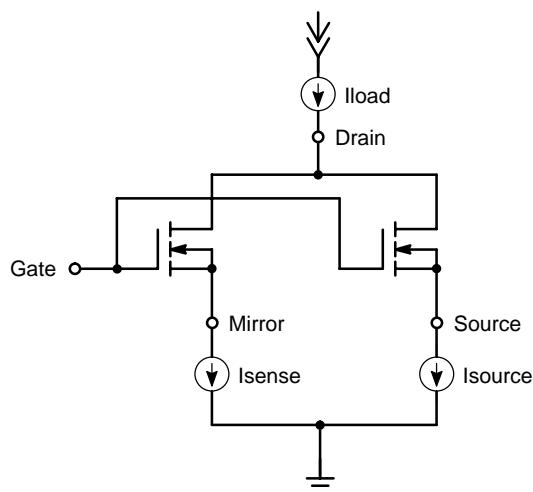 Iload
Drain
Gate
Mirror
Source
Isense
Isource